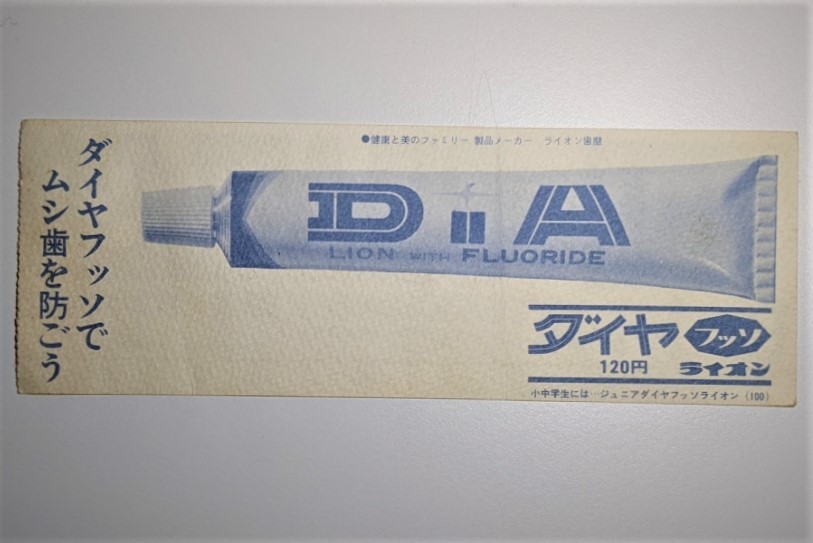 ダイヤフッソで
ムシ歯を防ごう
●健康と美のファミリー 製品メーカー ライオン歯磨
DiA
LION WITH FLUORIDE
ダイヤ フッソ
120円 ライオン
小中学生には…ジュニアダイヤフッソライオン(100)